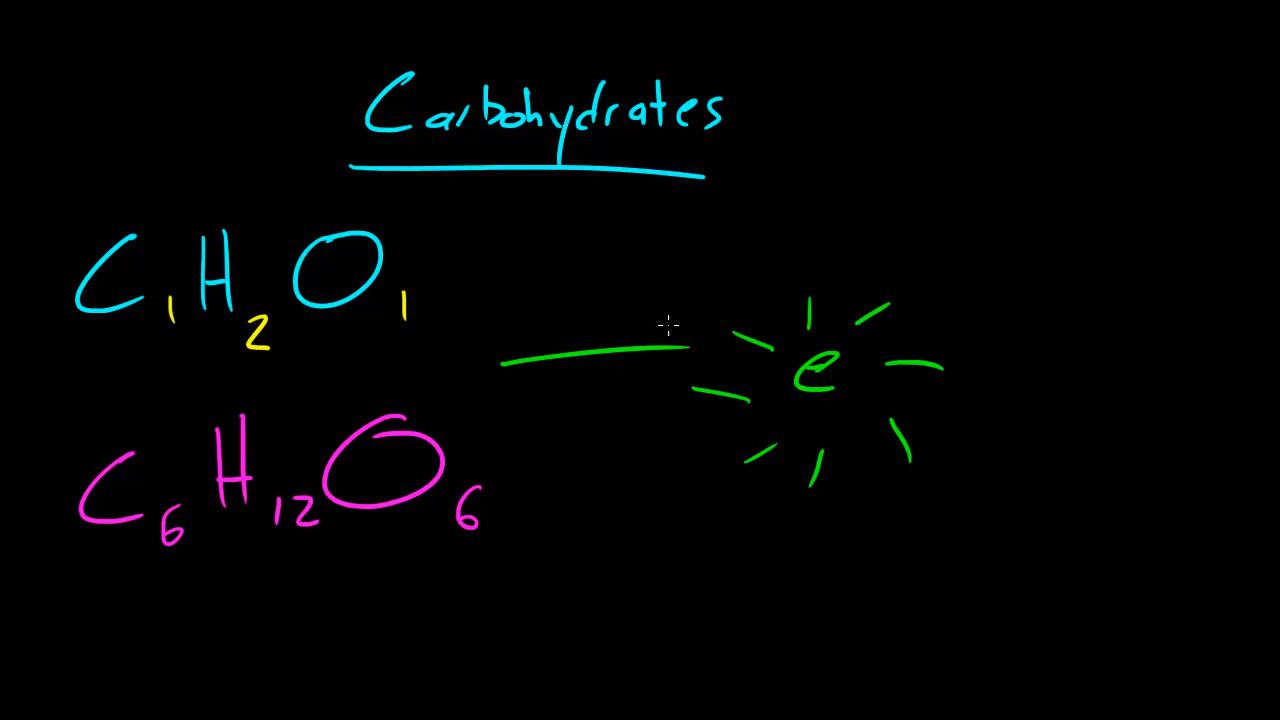 Carbohydrates
C₁H₂O₁
e
C₆H₁₂O₆